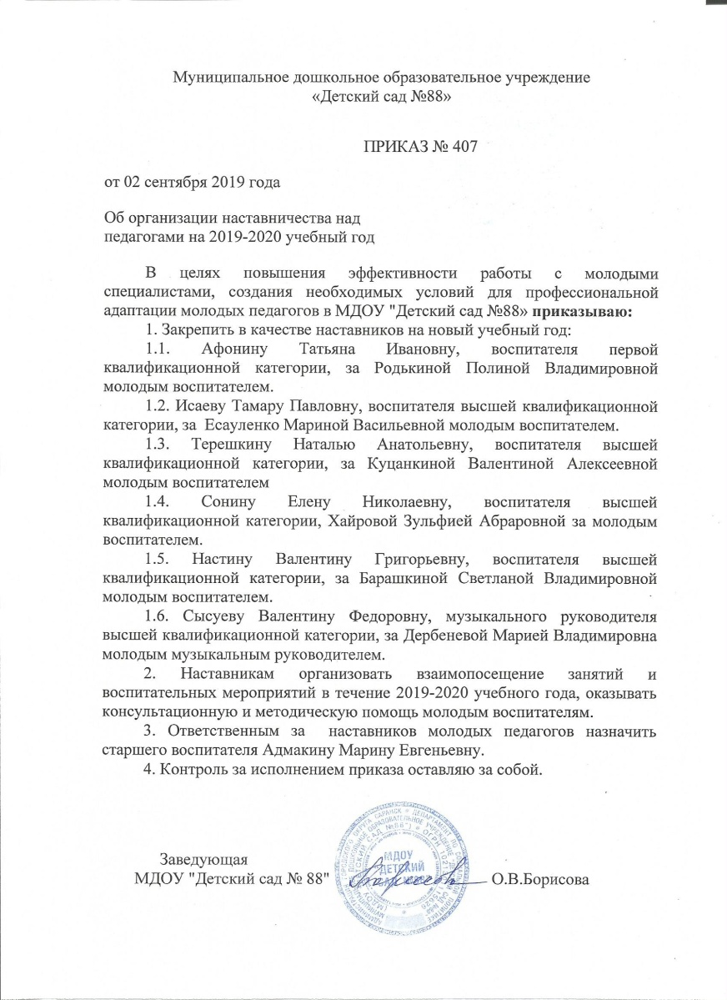 Муниципальное дошкольное образовательное учреждение
«Детский сад №88»
ПРИКАЗ № 407
от 02 сентября 2019 года
Об организации наставничества над
педагогами на 2019-2020 учебный год
В целях повышения эффективности работы с молодыми
специалистами, создания необходимых условий для профессиональной
адаптации молодых педагогов в МДОУ "Детский сад №88» приказываю:
1. Закрепить в качестве наставников на новый учебный год:
1.1. Афонину Татьяна Ивановну, воспитателя первой
квалификационной категории, за Родькиной Полиной Владимировной
молодым воспитателем.
1.2. Исаеву Тамару Павловну, воспитателя высшей квалификационной
категории, за Есауленко Мариной Васильевной молодым воспитателем.
1.3. Терешкину Наталью Анатольевну, воспитателя высшей
квалификационной категории, за Куцанкиной Валентиной Алексеевной
молодым воспитателем
1.4. Сонину Елену Николаевну, воспитателя высшей
квалификационной категории, Хайровой Зульфией Абраровной за молодым
воспитателем.
1.5. Настину Валентину Григорьевну, воспитателя высшей
квалификационной категории, за Барашкиной Светланой Владимировной
молодым воспитателем.
1.6. Сысуеву Валентину Федоровну, музыкального руководителя
высшей квалификационной категории, за Дербеневой Марией Владимировна
молодым музыкальным руководителем.
2. Наставникам организовать взаимопосещение занятий и
воспитательных мероприятий в течение 2019-2020 учебного года, оказывать
консультационную и методическую помощь молодым воспитателям.
3. Ответственным за наставников молодых педагогов назначить
старшего воспитателя Адмакину Марину Евгеньевну.
4. Контроль за исполнением приказа оставляю за собой.
Заведующая
МДОУ "Детский сад № 88" О.В.Борисова
МДОУ
ДЕТСКИЙ